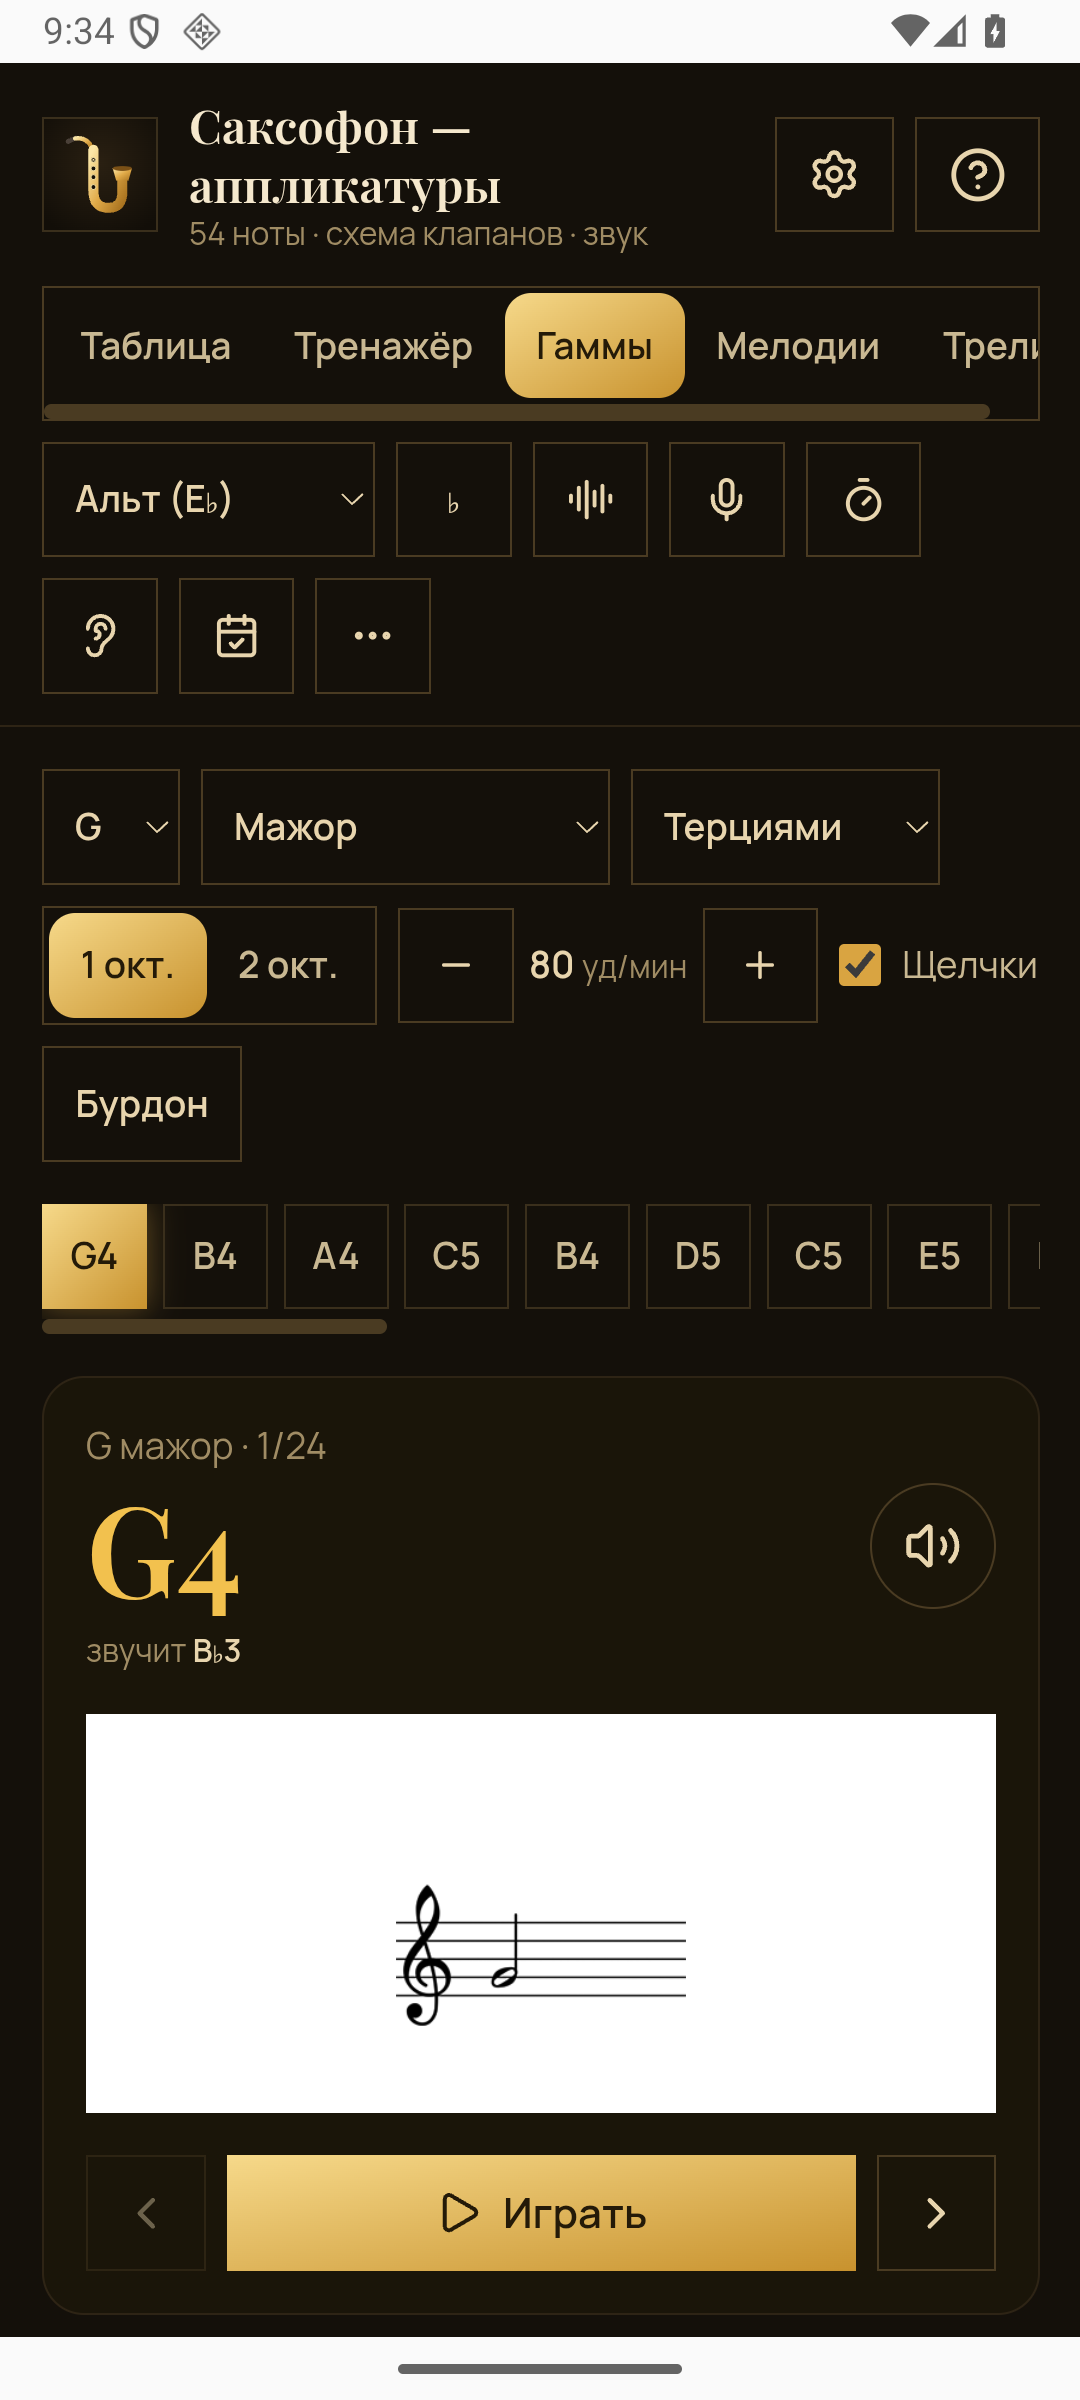 9:34
Саксофон —
аппликатуры
54 ноты · схема клапанов · звук
Таблица Тренажёр Гаммы Мелодии Трели
Альт (E♭) ♭
G Мажор Терциями
1 окт. 2 окт. − 80 уд/мин + Щелчки
Бурдон
G4 B4 A4 C5 B4 D5 C5 E5
G мажор · 1/24
G4
звучит B♭3
Играть